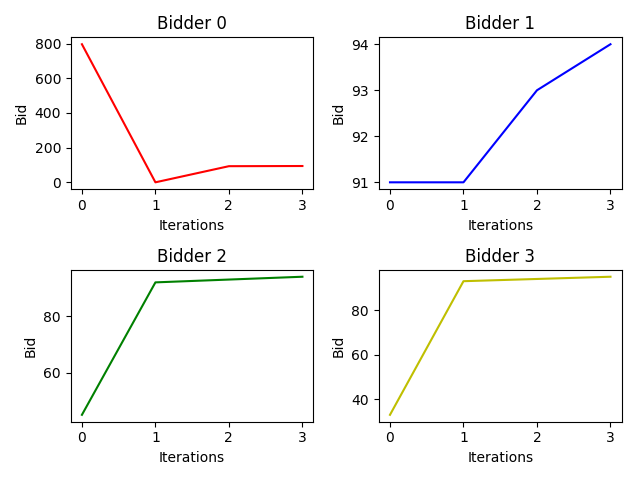 Bidder 0
Bid
800
600
400
200
0
0 1 2 3
Iterations
Bidder 1
Bid
94
93
92
91
0 1 2 3
Iterations
Bidder 2
Bid
80
60
0 1 2 3
Iterations
Bidder 3
Bid
80
60
40
0 1 2 3
Iterations